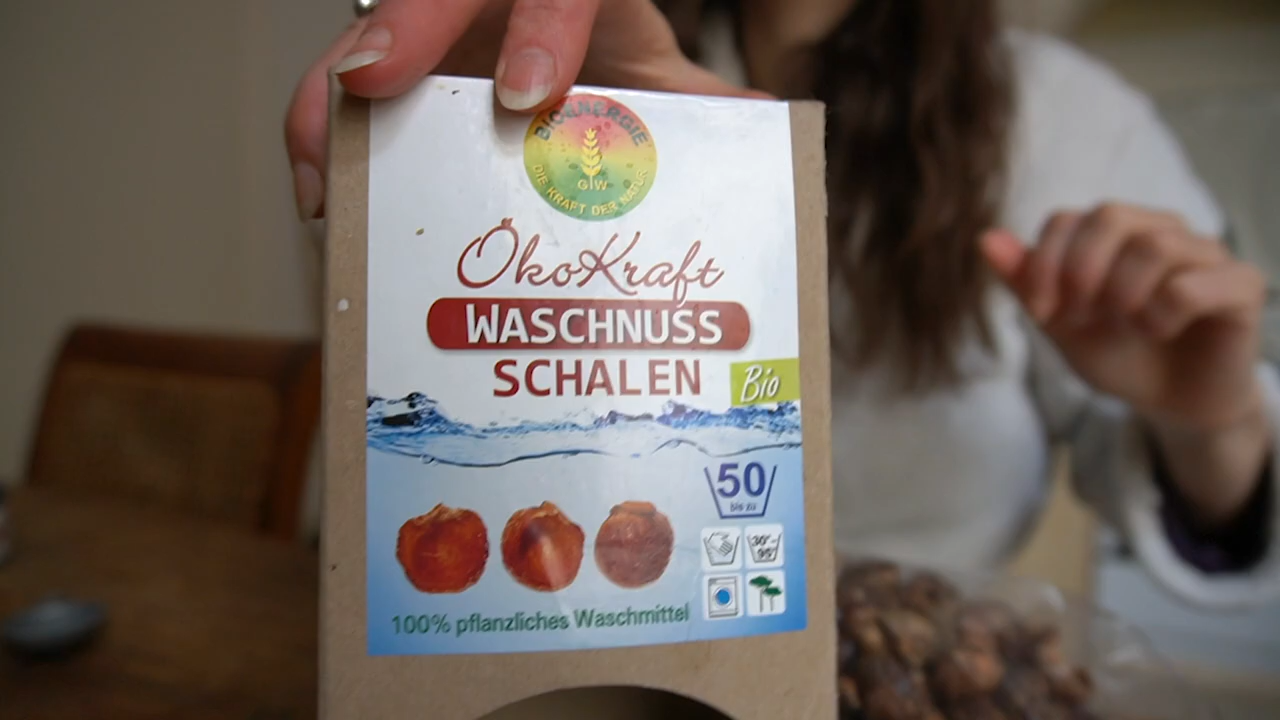 BIOENERGIE
GW
DIE KRAFT DER NATUR
ÖkoKraft
WASCHNUSS
SCHALEN
Bio
50
bis zu
30°-
95°
100% pflanzliches Waschmittel